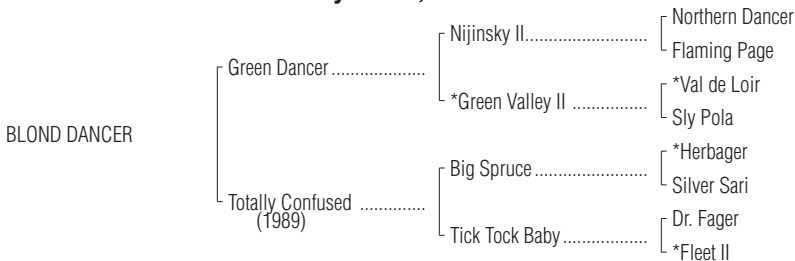 Northern Dancer
Nijinsky II
Flaming Page
Green Dancer
*Val de Loir
*Green Valley II
Sly Pola
BLOND DANCER
*Herbager
Big Spruce
Silver Sari
Totally Confused
(1989)
Dr. Fager
Tick Tock Baby
*Fleet II